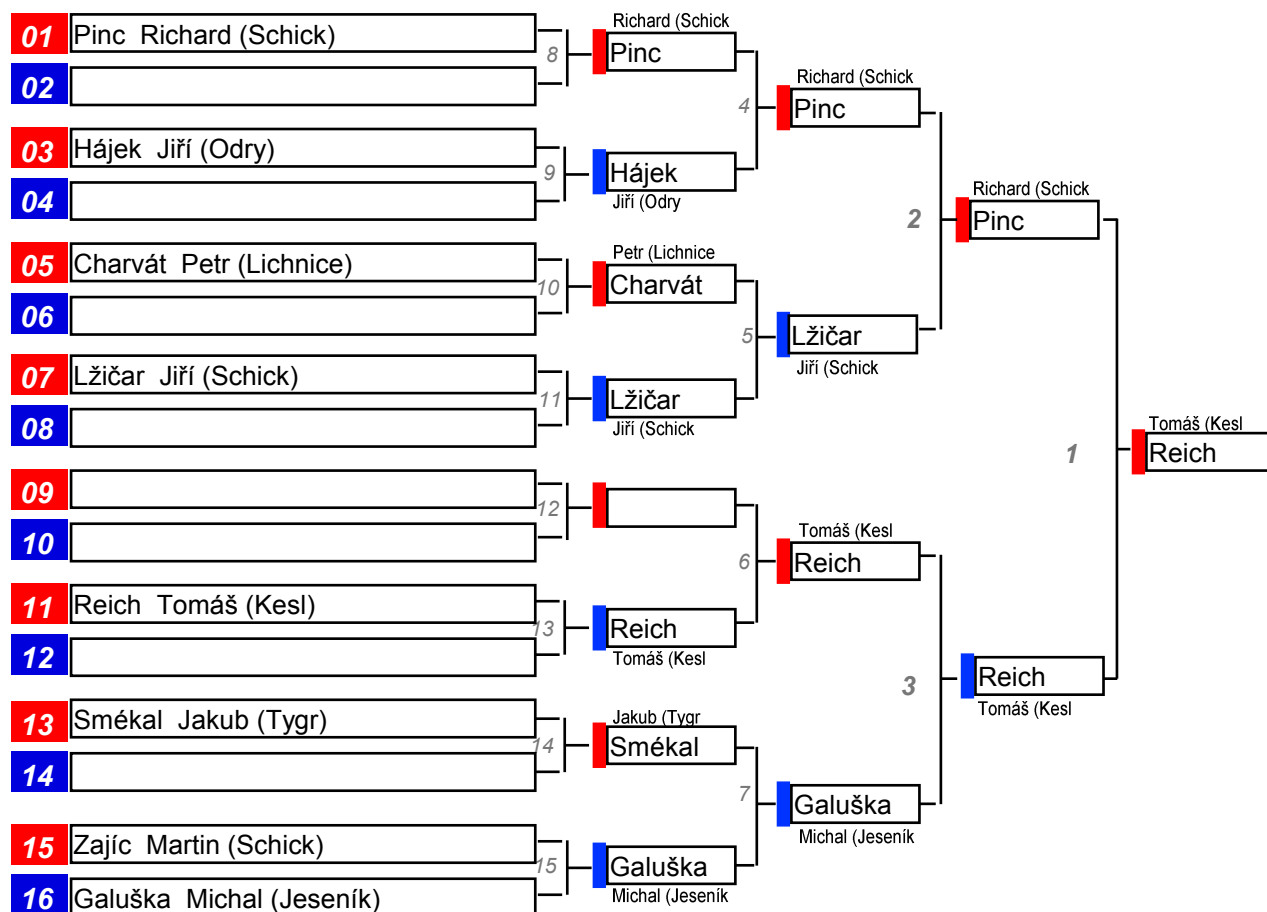 01 Pinc Richard (Schick)
02
03 Hájek Jiří (Odry)
04
05 Charvát Petr (Lichnice)
06
07 Lžičar Jiří (Schick)
08
09
10
11 Reich Tomáš (Kesl)
12
13 Smékal Jakub (Tygr)
14
15 Zajíc Martin (Schick)
16 Galuška Michal (Jeseník)
8
9
10
11
12
13
14
15
Richard (Schick
Pinc
Hájek
Jiří (Odry
Petr (Lichnice
Charvát
Lžičar
Jiří (Schick
Reich
Tomáš (Kesl
Jakub (Tygr
Smékal
Galuška
Michal (Jeseník
4
5
6
7
Richard (Schick
Pinc
Lžičar
Jiří (Schick
Tomáš (Kesl
Reich
Galuška
Michal (Jeseník
2
3
Richard (Schick
Pinc
Reich
Tomáš (Kesl
1
Tomáš (Kesl
Reich